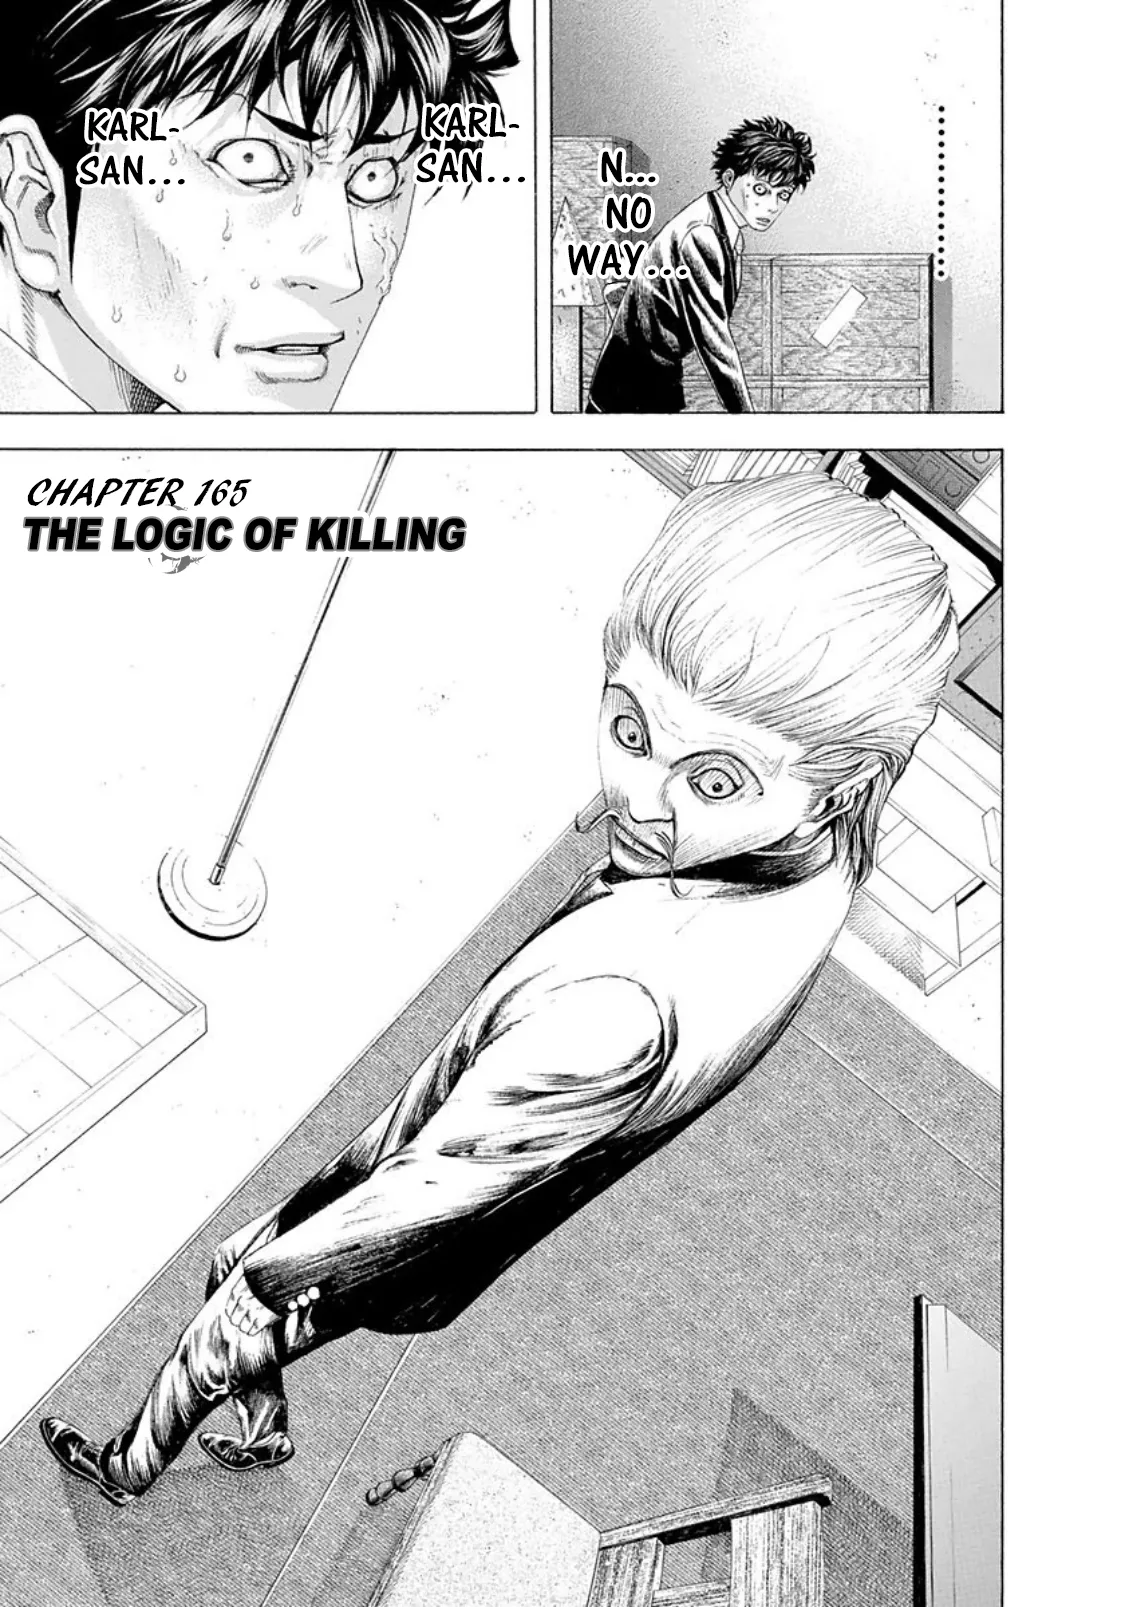 .............
N...
NO
WAY...
KARL-
SAN...
KARL-
SAN...
CHAPTER 165
THE LOGIC OF KILLING